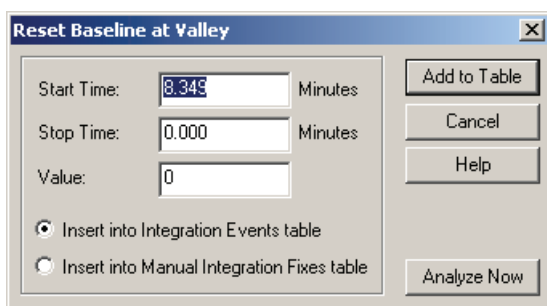 Reset Baseline at Valley
Start Time: 8.349 Minutes
Add to Table
Stop Time: 0.000 Minutes
Cancel
Value: 0
Help
Insert into Integration Events table
Insert into Manual Integration Fixes table
Analyze Now